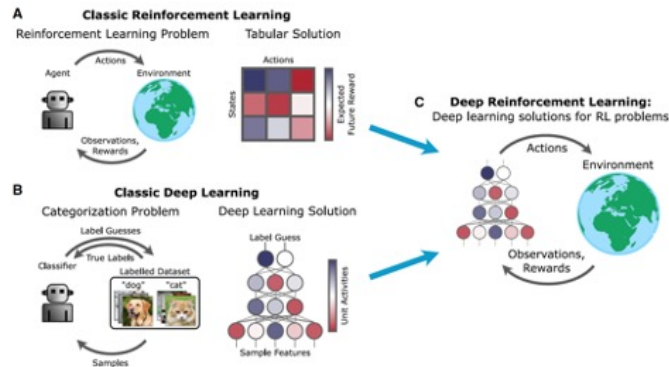 A Classic Reinforcement Learning
Reinforcement Learning Problem
Agent
Actions
Environment
Observations,
Rewards
Tabular Solution
Actions
States
Expected
Future Reward
B Classic Deep Learning
Categorization Problem
Label Guesses
True Labels
Classifier
Labelled Dataset
"dog" "cat"
Samples
Deep Learning Solution
Label Guess
Unit Activities
Sample Features
C Deep Reinforcement Learning:
Deep learning solutions for RL problems
Actions
Environment
Observations,
Rewards